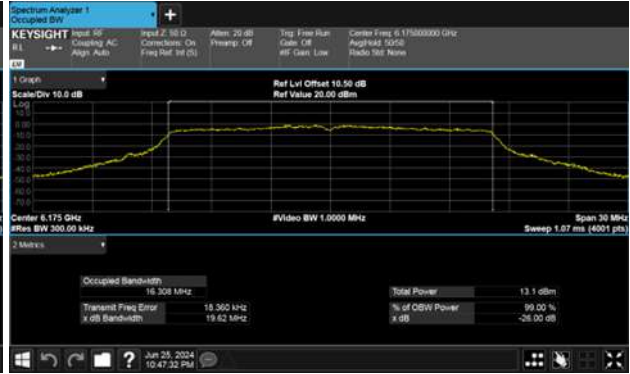 Spectrum Analyzer 1
Occupied BW
+
KEYSIGHT Input: RF Input Z: 50 Ω Atten: 20 dB Trig: Free Run Center Freq: 6.175000000 GHz
RL Coupling: AC Corrections: On Preamp: Off Gate: Off Avg|Hold: 50/50
Align: Auto Freq Ref: Int (S) #IF Gain: Low Radio Std: None
1 Graph
Ref Lvl Offset 10.50 dB
Scale/Div 10.0 dB Ref Value 20.00 dBm
Log
10.0
0.00
-10.0
-20.0
-30.0
-40.0
-50.0
-60.0
-70.0
Center 6.175 GHz #Video BW 1.0000 MHz Span 30 MHz
#Res BW 300.00 kHz Sweep 1.07 ms (4001 pts)
2 Metrics
Occupied Bandwidth
16.308 MHz Total Power 13.1 dBm
Transmit Freq Error 18.360 kHz % of OBW Power 99.00 %
x dB Bandwidth 19.62 MHz x dB -26.00 dB
? Jun 25, 2024
10:47:32 PM